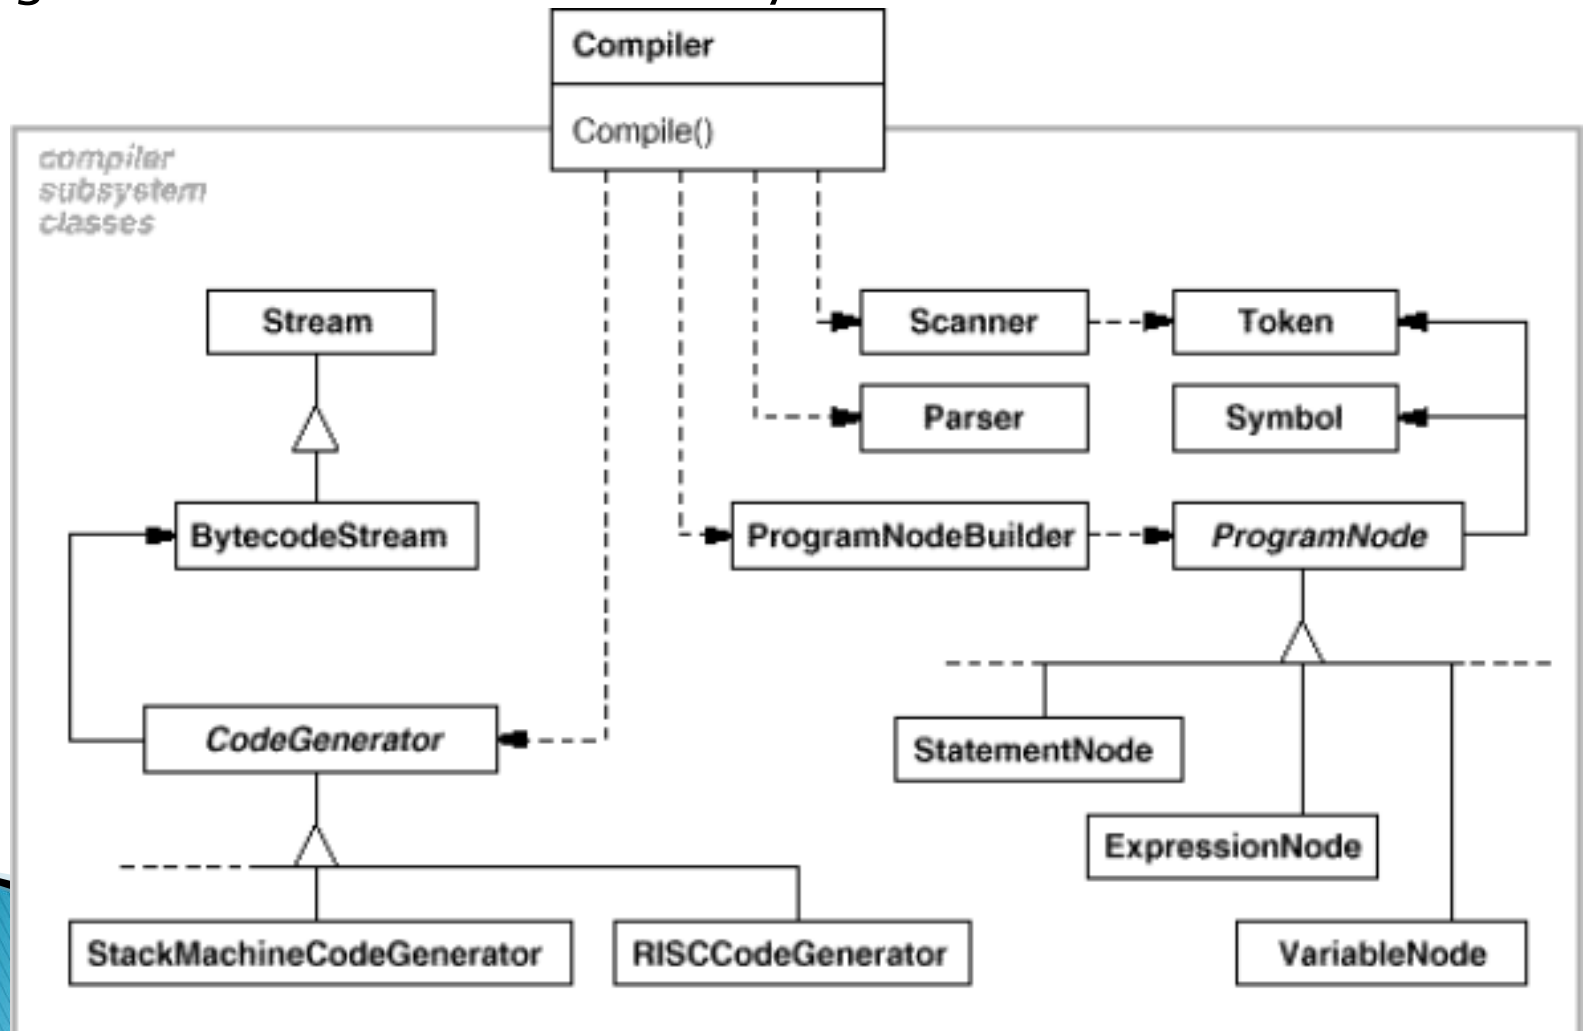 Compiler
Compile()
compiler
subsystem
classes
Stream
Scanner
Token
Parser
Symbol
BytecodeStream
ProgramNodeBuilder
ProgramNode
CodeGenerator
StatementNode
ExpressionNode
StackMachineCodeGenerator
RISCCodeGenerator
VariableNode